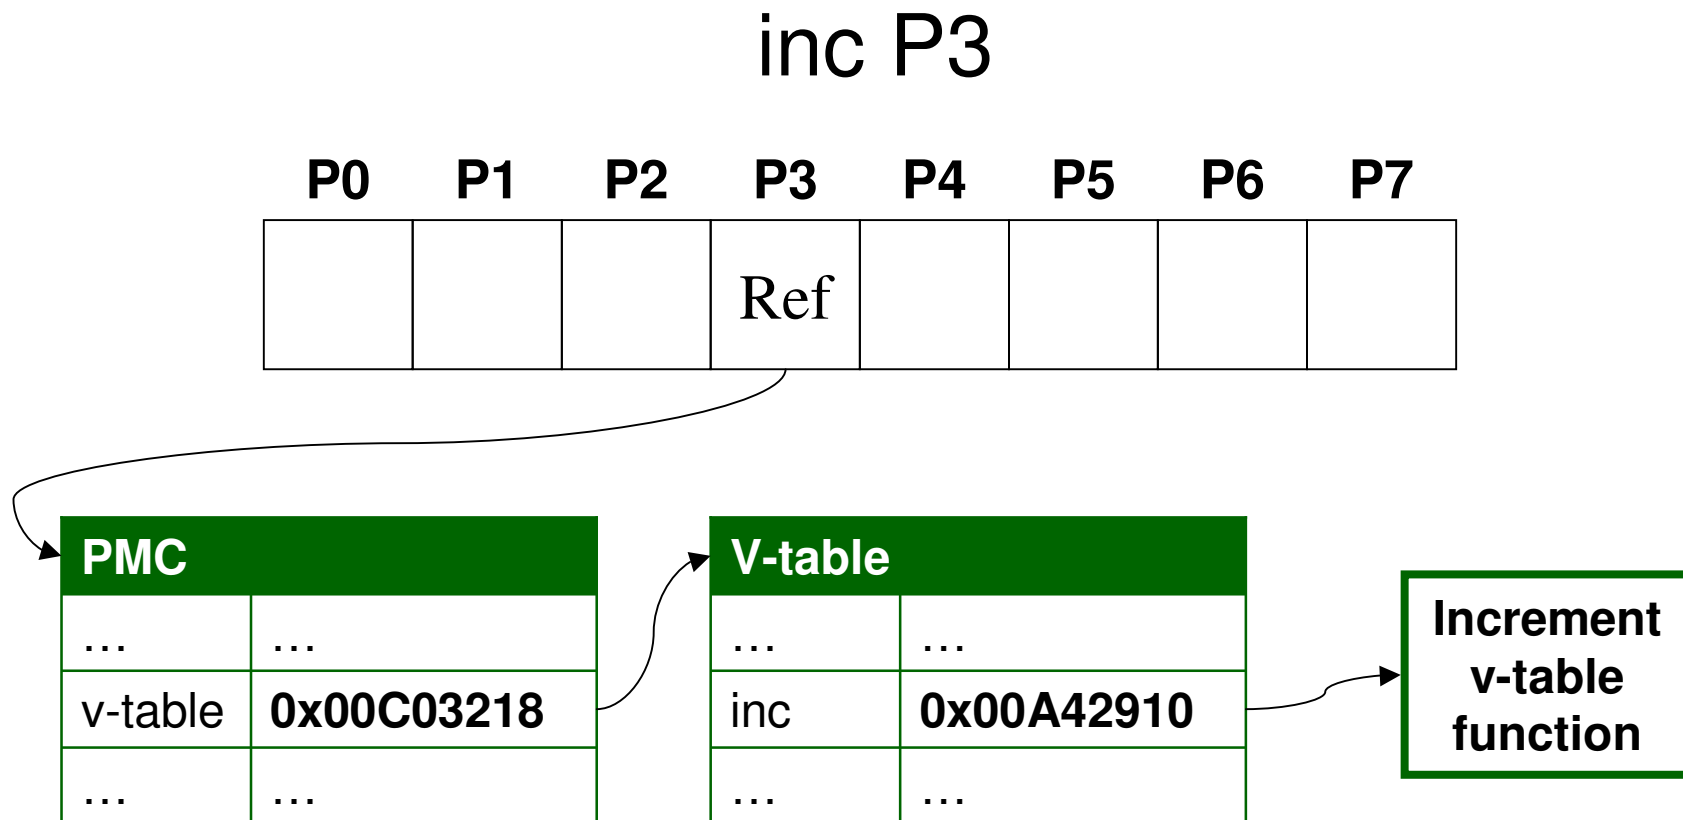 inc P3
P0 P1 P2 P3 P4 P5 P6 P7
Ref
PMC
… …
v-table 0x00C03218
… …
V-table
… …
inc 0x00A42910
… …
Increment
v-table
function